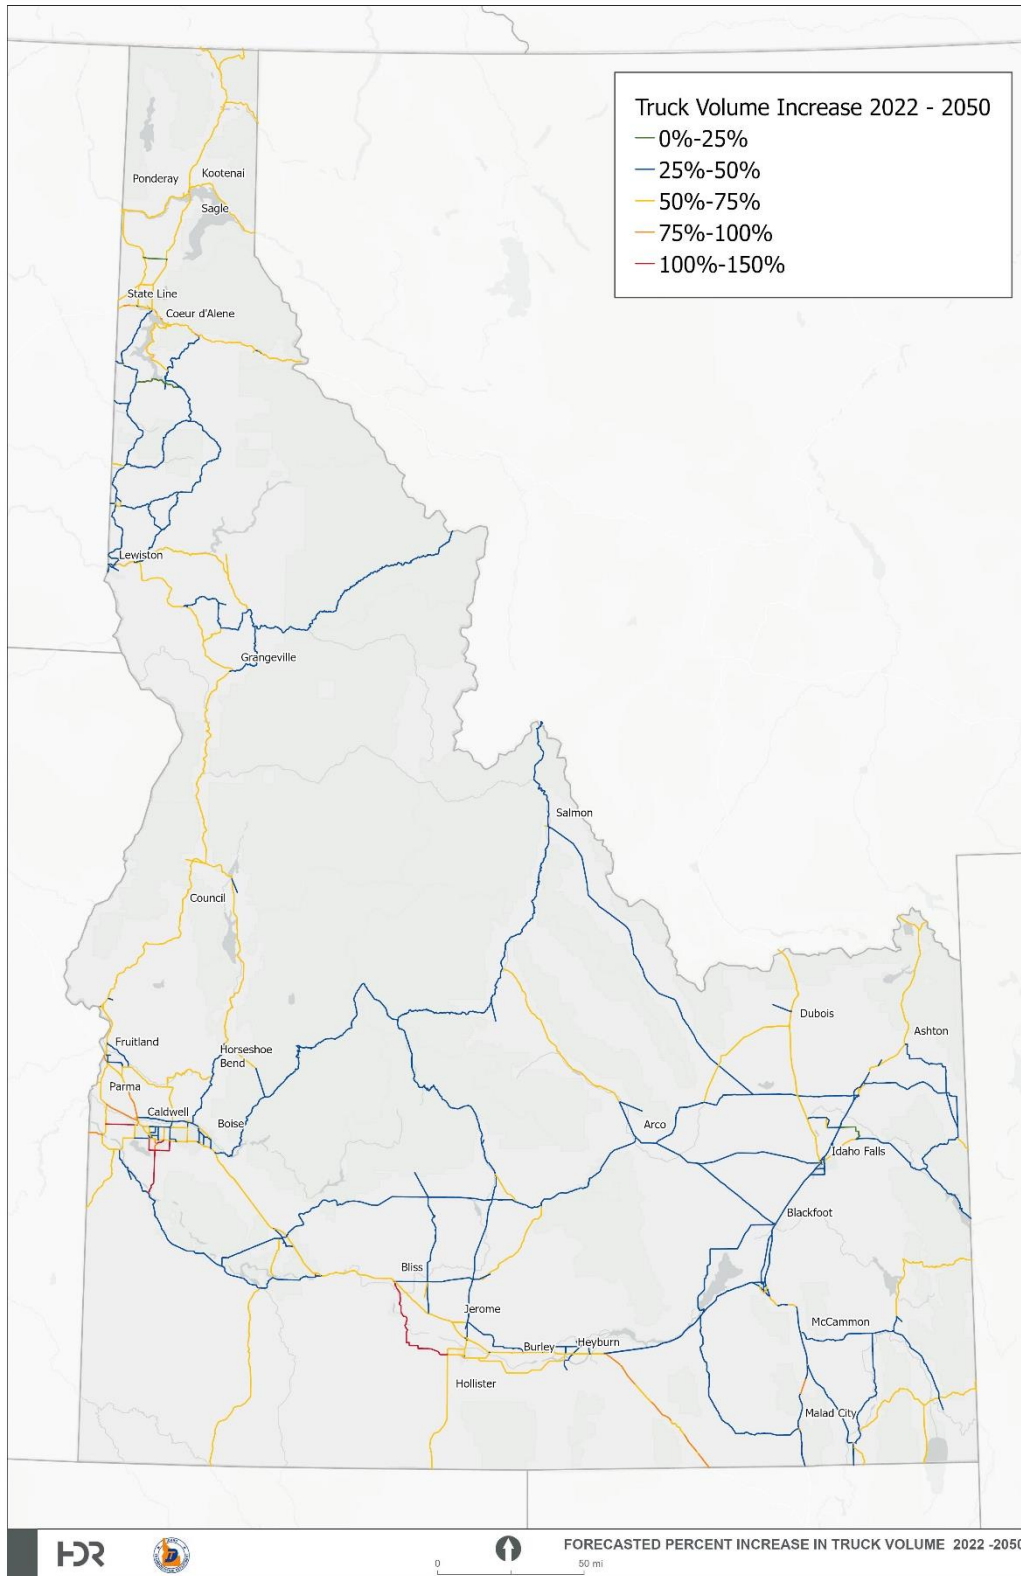 Truck Volume Increase 2022 - 2050
0%-25%
25%-50%
50%-75%
75%-100%
100%-150%
Ponderay
Kootenai
Sagle
State Line
Coeur d'Alene
Lewiston
Grangeville
Salmon
Council
Dubois
Ashton
Fruitland
Horseshoe
Bend
Parma
Caldwell
Boise
Arco
Idaho Falls
Blackfoot
Bliss
Jerome
McCammon
Burley
Heyburn
Hollister
Malad City
HDR
FORECASTED PERCENT INCREASE IN TRUCK VOLUME 2022 -2050
0
50 mi